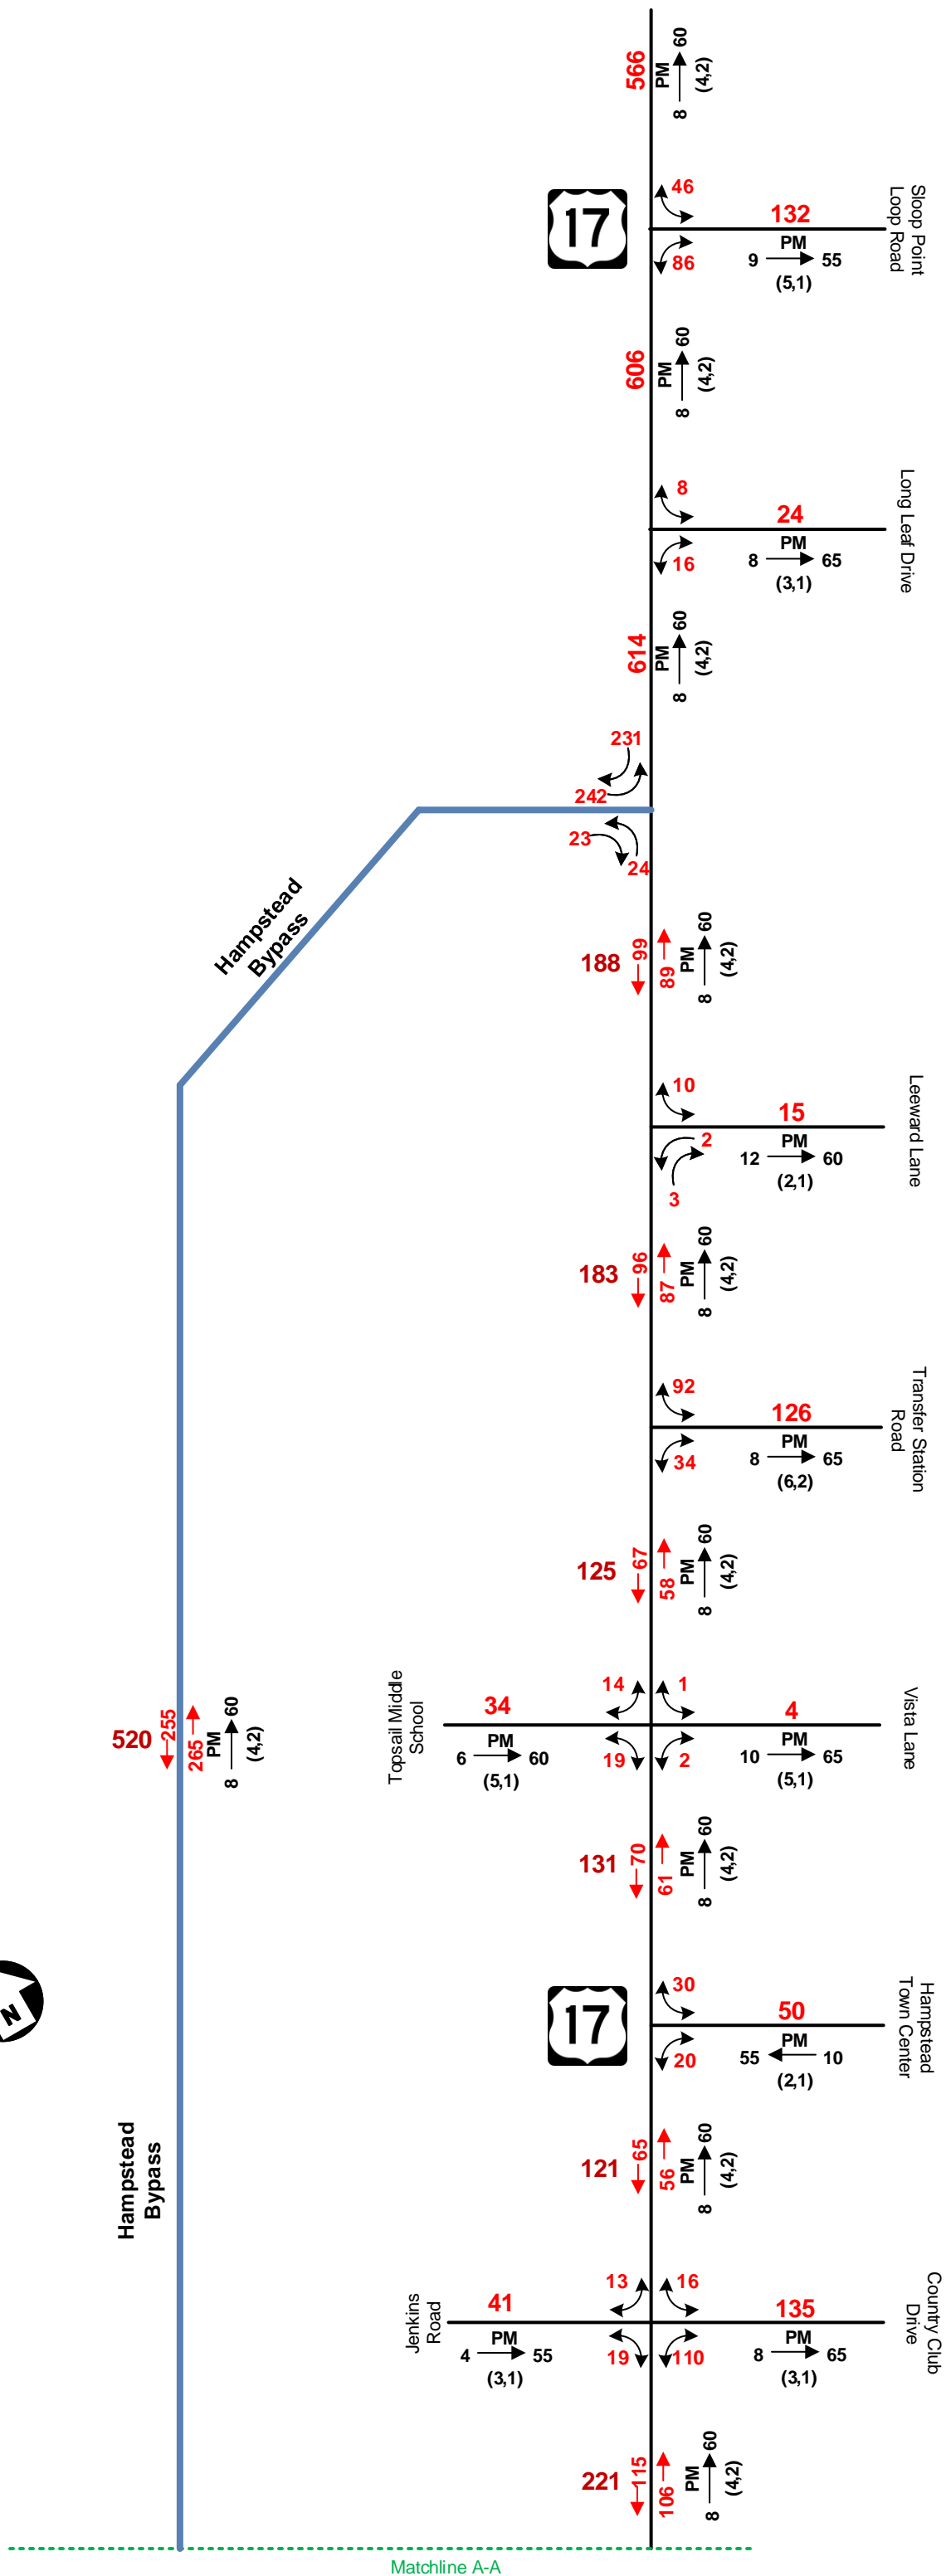 566
PM
8 60
(4,2)
17
46
132
86
PM
9 55
(5,1)
Sloop Point
Loop Road
606
PM
8 60
(4,2)
8
24
16
PM
8 65
(3,1)
Long Leaf Drive
614
PM
8 60
(4,2)
231
242
23
24
Hampstead
Bypass
188
99
89
PM
8 60
(4,2)
10
15
2
3
PM
12 60
(2,1)
Leeward Lane
183
96
87
PM
8 60
(4,2)
92
126
34
PM
8 65
(6,2)
Transfer Station
Road
125
67
58
PM
8 60
(4,2)
Topsail Middle
School
34
PM
6 60
(5,1)
14
19
1
2
4
PM
10 65
(5,1)
Vista Lane
520
255
265
PM
8 60
(4,2)
131
70
61
PM
8 60
(4,2)
N
17
30
50
20
PM
55 10
(2,1)
Hampstead
Town Center
Hampstead
Bypass
121
65
56
PM
8 60
(4,2)
Jenkins
Road
41
PM
4 55
(3,1)
13
19
16
110
135
PM
8 65
(3,1)
Country Club
Drive
221
115
106
PM
8 60
(4,2)
Matchline A-A